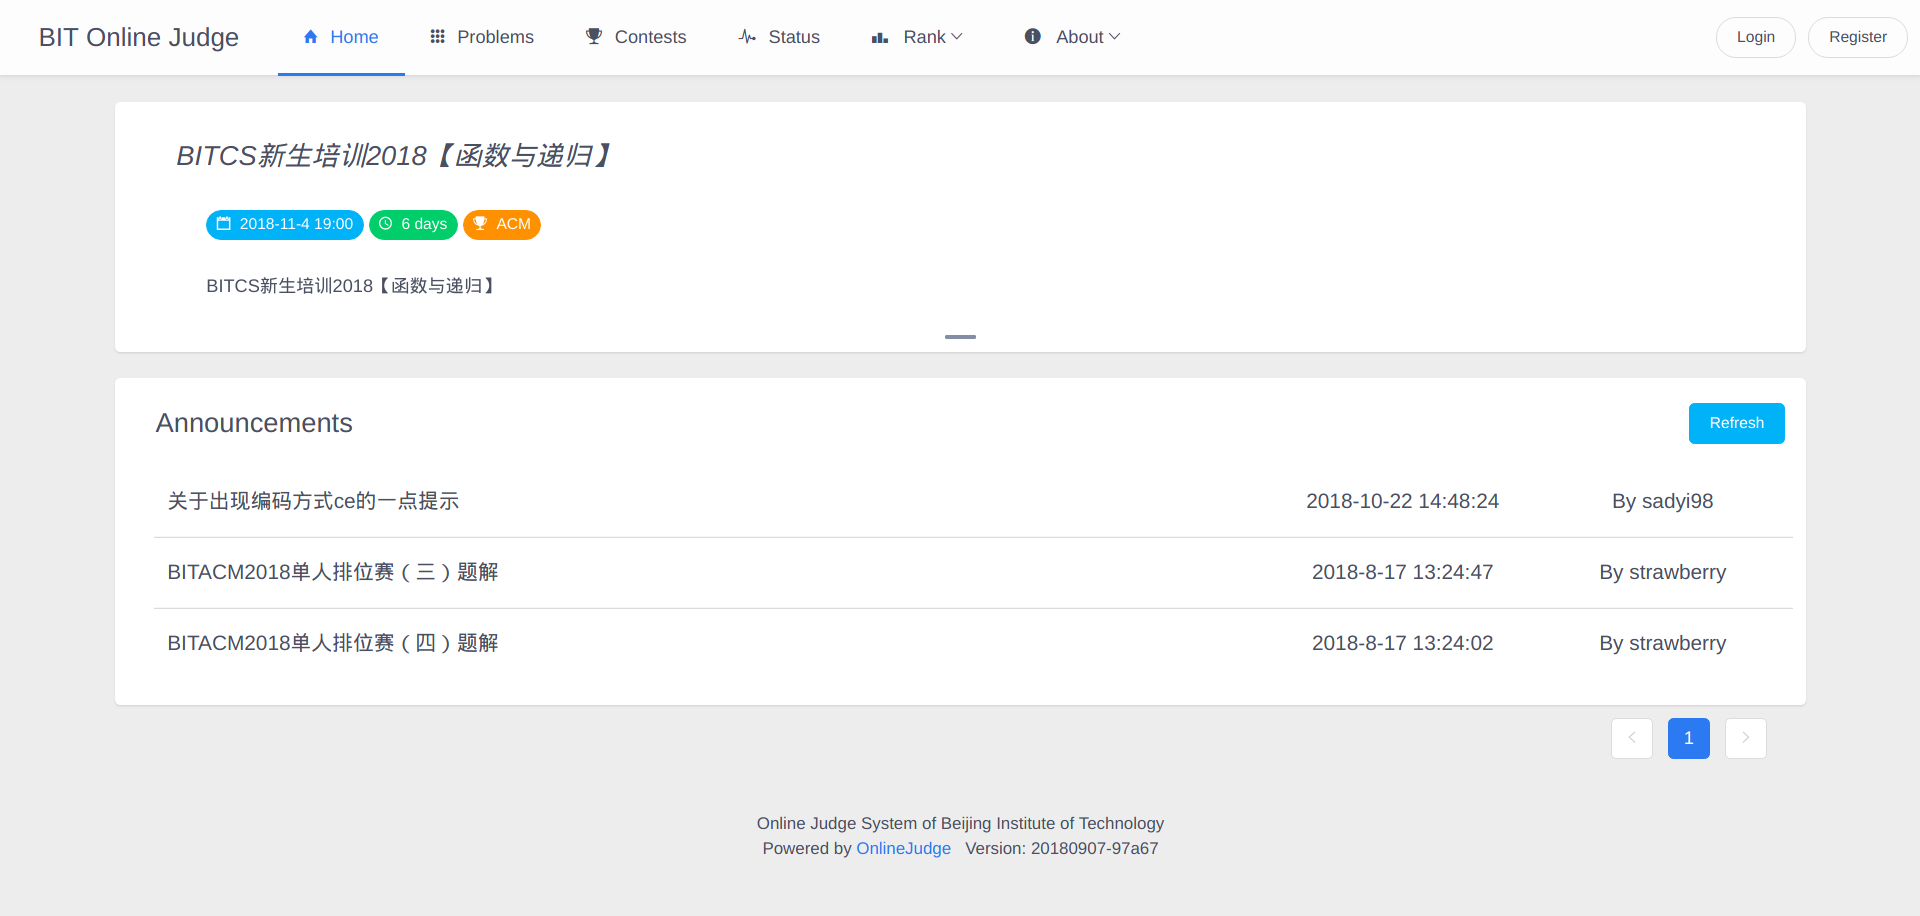 BIT Online Judge Home Problems Contests Status Rank About Login Register
BITCS新生培训2018【函数与递归】
2018-11-4 19:00 6 days ACM
BITCS新生培训2018【函数与递归】
Announcements Refresh
关于出现编码方式ce的一点提示 2018-10-22 14:48:24 By sadyi98
BITACM2018单人排位赛（三）题解 2018-8-17 13:24:47 By strawberry
BITACM2018单人排位赛（四）题解 2018-8-17 13:24:02 By strawberry
1
Online Judge System of Beijing Institute of Technology
Powered by OnlineJudge Version: 20180907-97a67